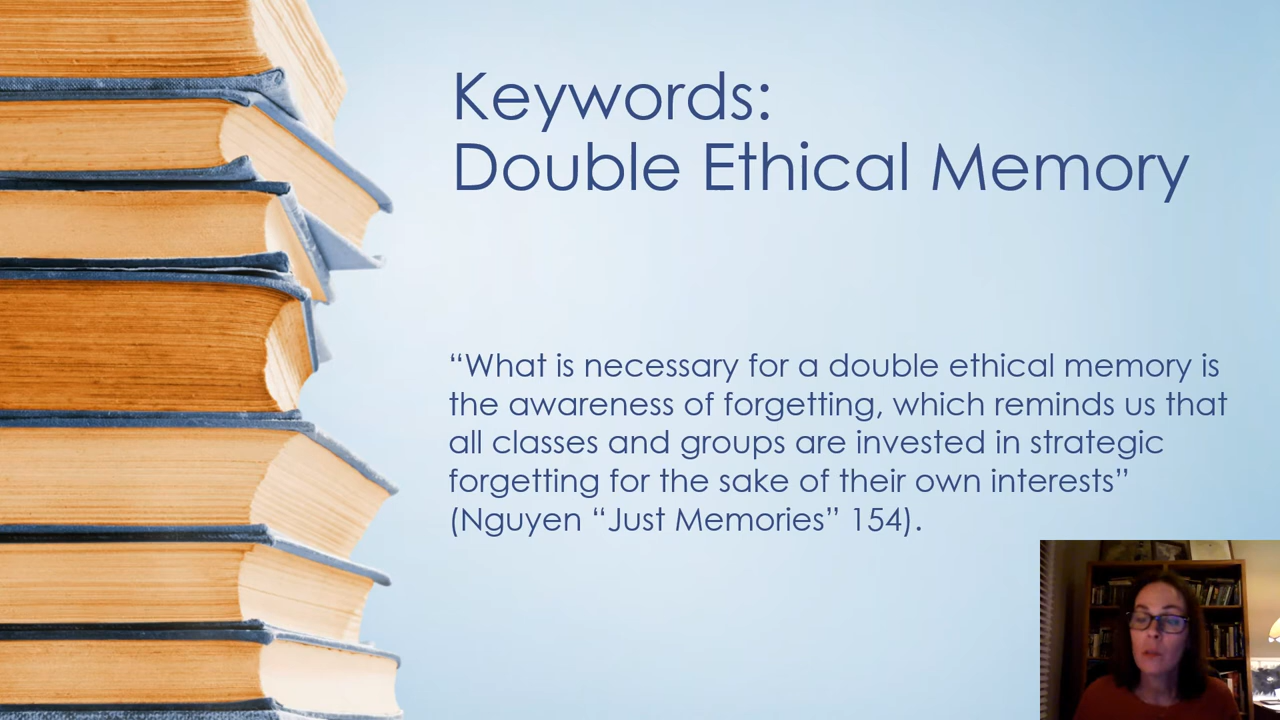 Keywords:
Double Ethical Memory
“What is necessary for a double ethical memory is
the awareness of forgetting, which reminds us that
all classes and groups are invested in strategic
forgetting for the sake of their own interests”
(Nguyen “Just Memories” 154).